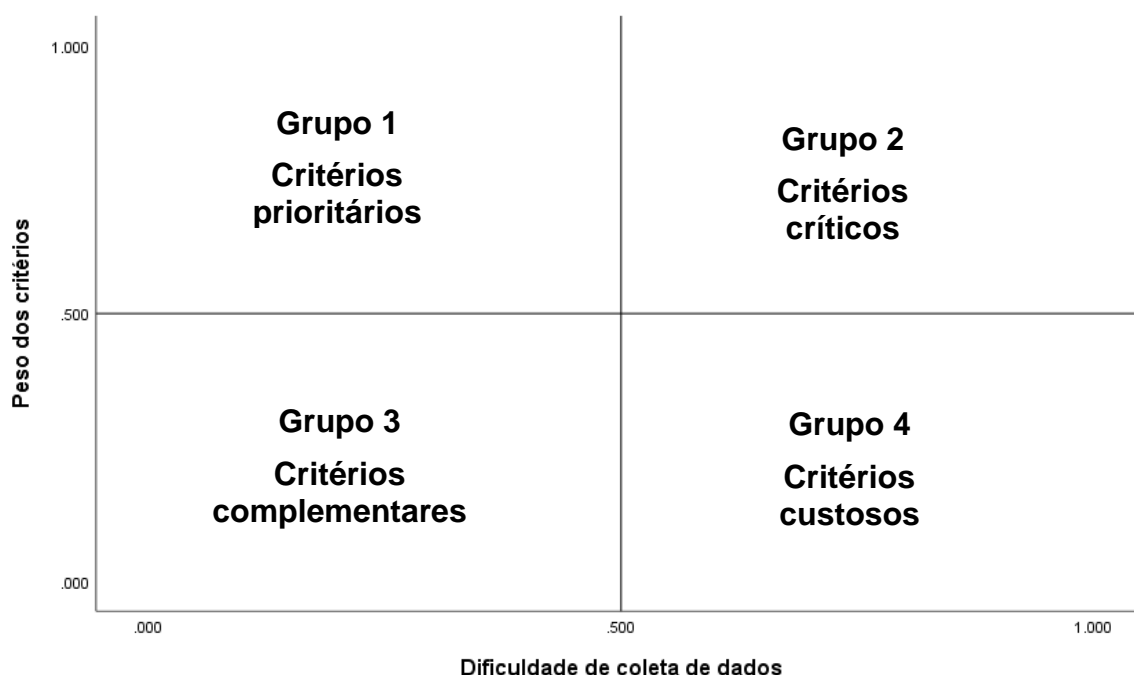 1.000
Grupo 1
Critérios
prioritários
Grupo 2
Critérios
críticos
Peso dos critérios
.500
Grupo 3
Critérios
complementares
Grupo 4
Critérios
custosos
.000
.000
.500
1.000
Dificuldade de coleta de dados